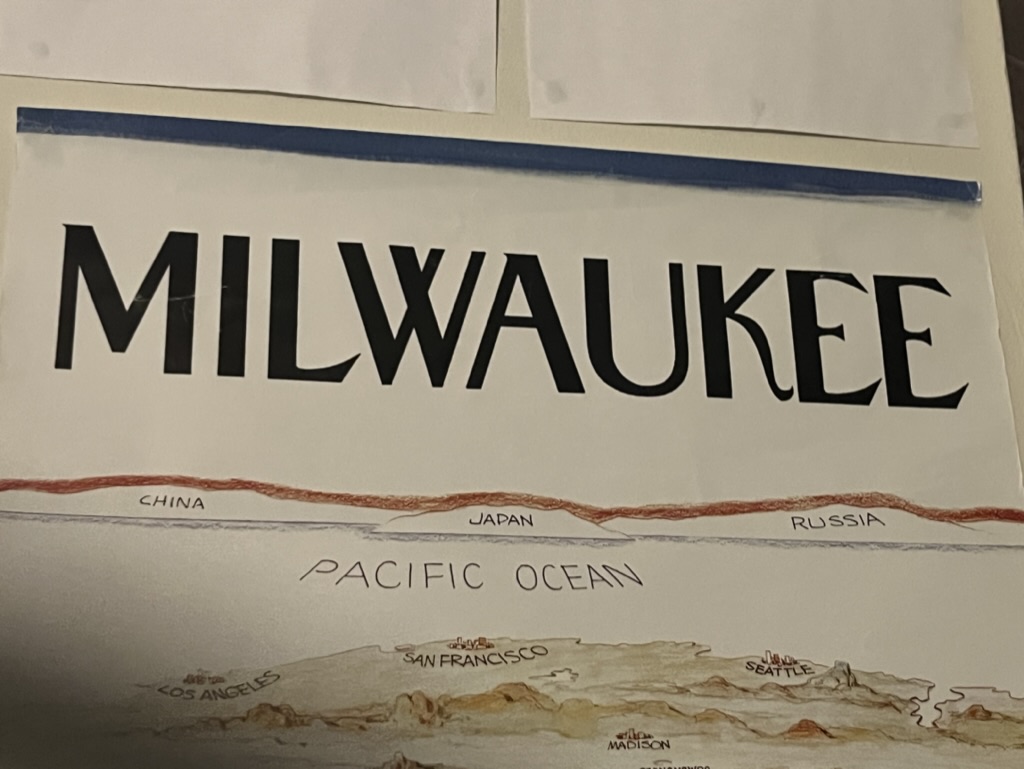 MILWAUKEE
CHINA
JAPAN
RUSSIA
PACIFIC OCEAN
SAN FRANCISCO
SEATTLE
LOS ANGELES
MADISON